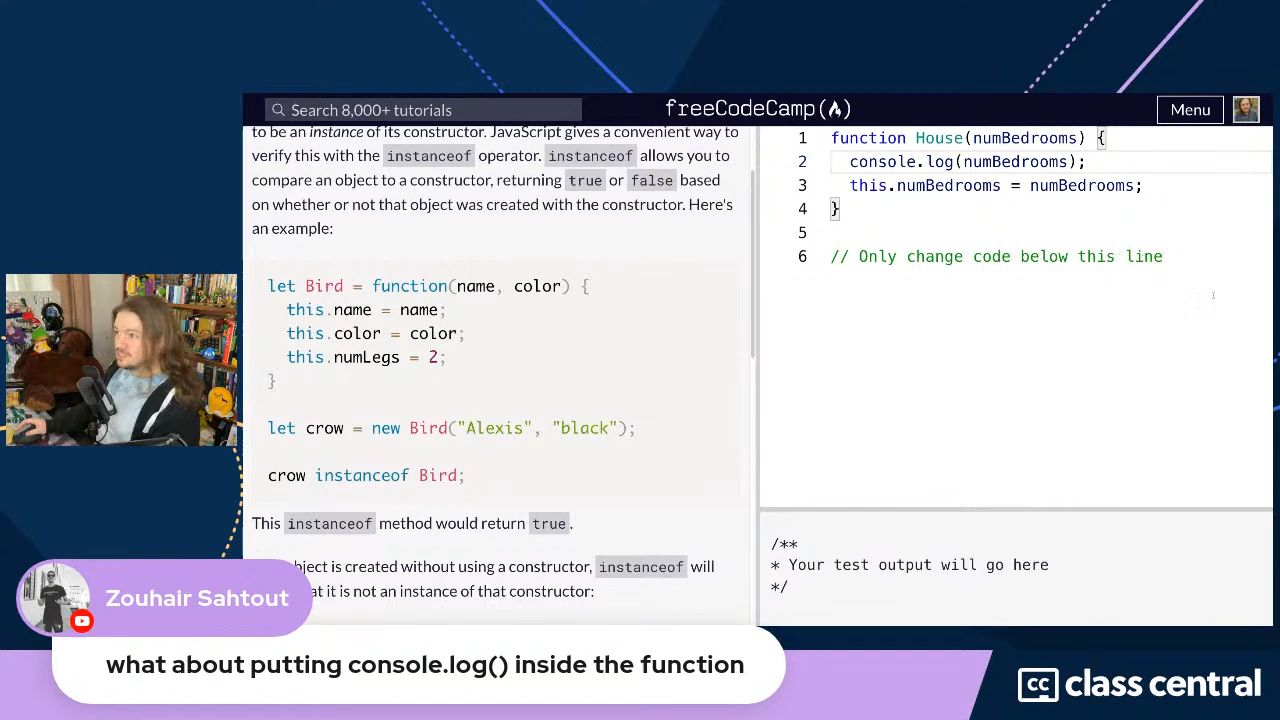 Search 8,000+ tutorials
freeCodeCamp
Menu
to be an instance of its constructor. JavaScript gives a convenient way to
verify this with the instanceof operator. instanceof allows you to
compare an object to a constructor, returning true or false based
on whether or not that object was created with the constructor. Here's
an example:
let Bird = function(name, color) {
this.name = name;
this.color = color;
this.numLegs = 2;
}
let crow = new Bird("Alexis", "black");
crow instanceof Bird;
This instanceof method would return true.
object is created without using a constructor, instanceof will
at it is not an instance of that constructor:
1 function House(numBedrooms) {
2 console.log(numBedrooms);
3 this.numBedrooms = numBedrooms;
4 }
5
6 // Only change code below this line
/**
* Your test output will go here
*/
Zouhair Sahtout
what about putting console.log() inside the function
cc class central